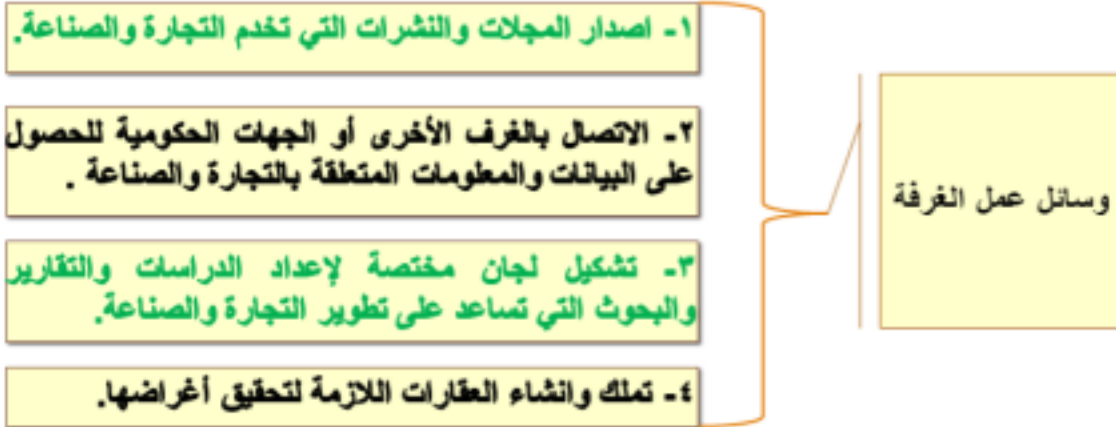 وسائل عمل الغرفة
١- اصدار المجلات والنشرات التي تخدم التجارة والصناعة.
٢- الاتصال بالغرف الأخرى أو الجهات الحكومية للحصول
على البيانات والمعلومات المتعلقة بالتجارة والصناعة .
٣- تشكيل لجان مختصة لإعداد الدراسات والتقارير
والبحوث التي تساعد على تطوير التجارة والصناعة.
٤- تملك وانشاء العقارات اللازمة لتحقيق أغراضها.